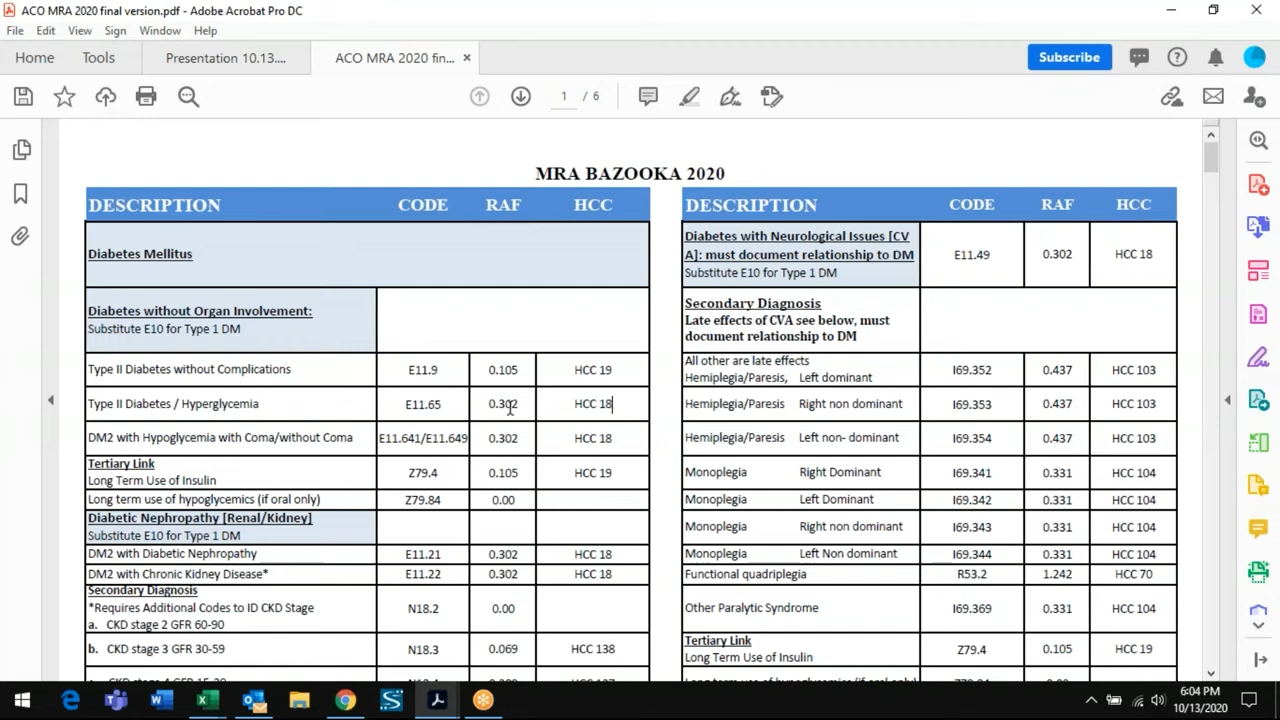 ACO MRA 2020 final version.pdf - Adobe Acrobat Pro DC
File Edit View Sign Window Help
Home Tools Presentation 10.13.... ACO MRA 2020 fin... × Subscribe
1 / 6
MRA BAZOOKA 2020
DESCRIPTION CODE RAF HCC
Diabetes Mellitus
Diabetes without Organ Involvement:
Substitute E10 for Type 1 DM
Type II Diabetes without Complications E11.9 0.105 HCC 19
Type II Diabetes / Hyperglycemia E11.65 0.302 HCC 18
DM2 with Hypoglycemia with Coma/without Coma E11.641/E11.649 0.302 HCC 18
Tertiary Link
Long Term Use of Insulin Z79.4 0.105 HCC 19
Long term use of hypoglycemics (if oral only) Z79.84 0.00
Diabetic Nephropathy [Renal/Kidney]
Substitute E10 for Type 1 DM
DM2 with Diabetic Nephropathy E11.21 0.302 HCC 18
DM2 with Chronic Kidney Disease* E11.22 0.302 HCC 18
Secondary Diagnosis
*Requires Additional Codes to ID CKD Stage N18.2 0.00
a. CKD stage 2 GFR 60-90
b. CKD stage 3 GFR 30-59 N18.3 0.069 HCC 138
DESCRIPTION CODE RAF HCC
Diabetes with Neurological Issues [CV
A]: must document relationship to DM E11.49 0.302 HCC 18
Substitute E10 for Type 1 DM
Secondary Diagnosis
Late effects of CVA see below, must
document relationship to DM
All other are late effects
Hemiplegia/Paresis, Left dominant I69.352 0.437 HCC 103
Hemiplegia/Paresis Right non dominant I69.353 0.437 HCC 103
Hemiplegia/Paresis Left non- dominant I69.354 0.437 HCC 103
Monoplegia Right Dominant I69.341 0.331 HCC 104
Monoplegia Left Dominant I69.342 0.331 HCC 104
Monoplegia Right non dominant I69.343 0.331 HCC 104
Monoplegia Left Non dominant I69.344 0.331 HCC 104
Functional quadriplegia R53.2 1.242 HCC 70
Other Paralytic Syndrome I69.369 0.331 HCC 104
Tertiary Link
Long Term Use of Insulin Z79.4 0.105 HCC 19
6:04 PM
10/13/2020